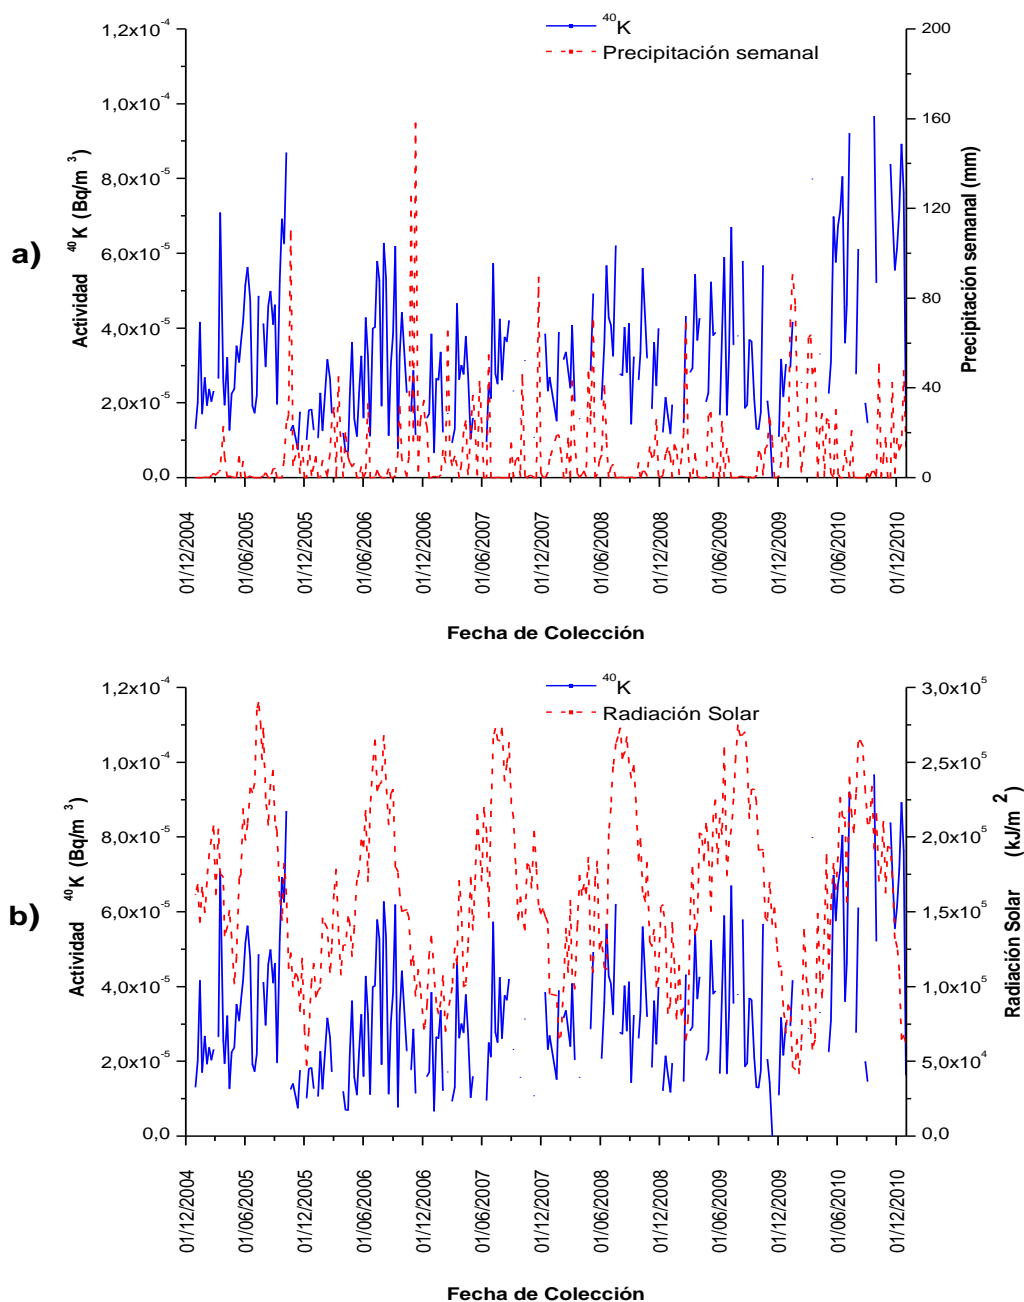 ⁴⁰K
Precipitación semanal
a)
Actividad ⁴⁰K (Bq/m³)
1,2x10⁻⁴
1,0x10⁻⁴
8,0x10⁻⁵
6,0x10⁻⁵
4,0x10⁻⁵
2,0x10⁻⁵
0,0
200
160
120
80
40
0
Precipitación semanal (mm)
01/12/2004
01/06/2005
01/12/2005
01/06/2006
01/12/2006
01/06/2007
01/12/2007
01/06/2008
01/12/2008
01/06/2009
01/12/2009
01/06/2010
01/12/2010
Fecha de Colección
⁴⁰K
Radiación Solar
b)
Actividad ⁴⁰K (Bq/m³)
1,2x10⁻⁴
1,0x10⁻⁴
8,0x10⁻⁵
6,0x10⁻⁵
4,0x10⁻⁵
2,0x10⁻⁵
0,0
3,0x10⁵
2,5x10⁵
2,0x10⁵
1,5x10⁵
1,0x10⁵
5,0x10⁴
0,0
Radiación Solar (kJ/m²)
01/12/2004
01/06/2005
01/12/2005
01/06/2006
01/12/2006
01/06/2007
01/12/2007
01/06/2008
01/12/2008
01/06/2009
01/12/2009
01/06/2010
01/12/2010
Fecha de Colección